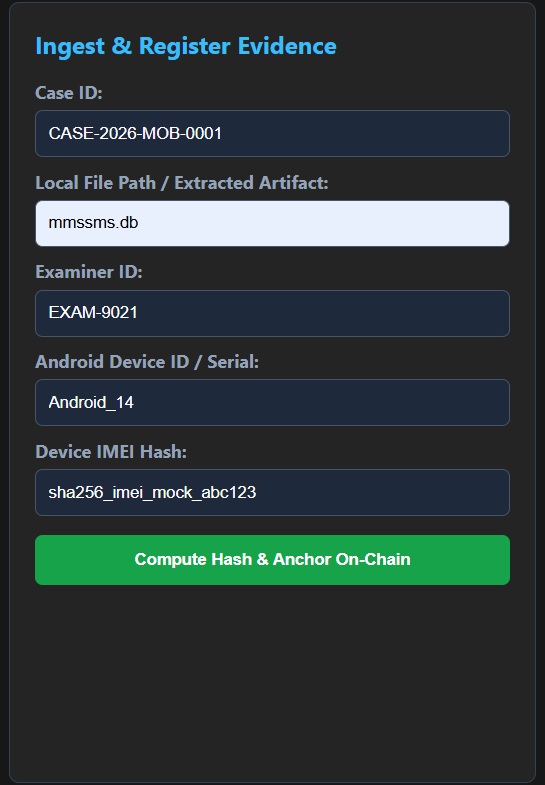 Ingest & Register Evidence
Case ID:
CASE-2026-MOB-0001
Local File Path / Extracted Artifact:
mmssms.db
Examiner ID:
EXAM-9021
Android Device ID / Serial:
Android_14
Device IMEI Hash:
sha256_imei_mock_abc123
Compute Hash & Anchor On-Chain